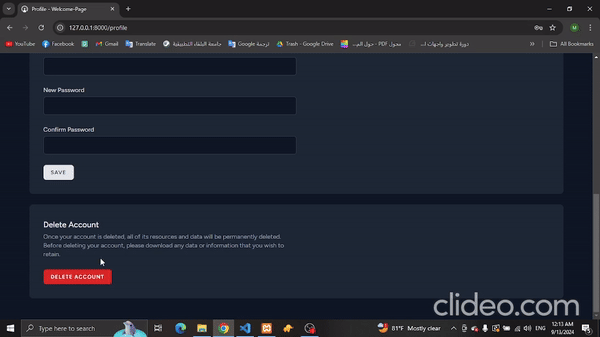 Profile - Welcome-Page
127.0.0.1:8000/profile
YouTube
Facebook
Gmail
Translate
جامعة البلقاء التطبيقية
Google ترجمة
Trash - Google Drive
محول PDF - حول الم...
دورة تطوير واجهات ا...
All Bookmarks
New Password
Confirm Password
SAVE
Delete Account
Once your account is deleted, all of its resources and data will be permanently deleted.
Before deleting your account, please download any data or information that you wish to
retain.
DELETE ACCOUNT
clideo.com
Type here to search
81°F Mostly clear
ENG
12:13 AM
9/13/2024